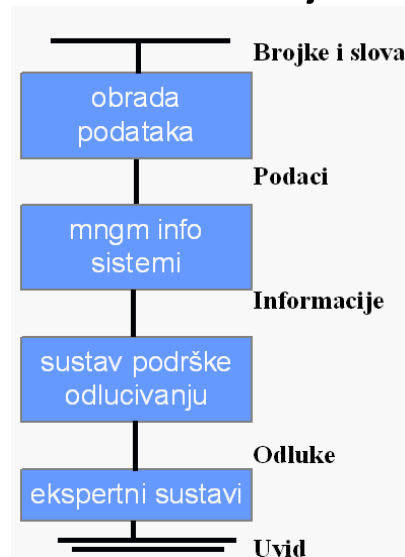 Brojke i slova
obrada
podataka
Podaci
mngm info
sistemi
Informacije
sustav podrške
odlucivanju
Odluke
ekspertni sustavi
Uvid